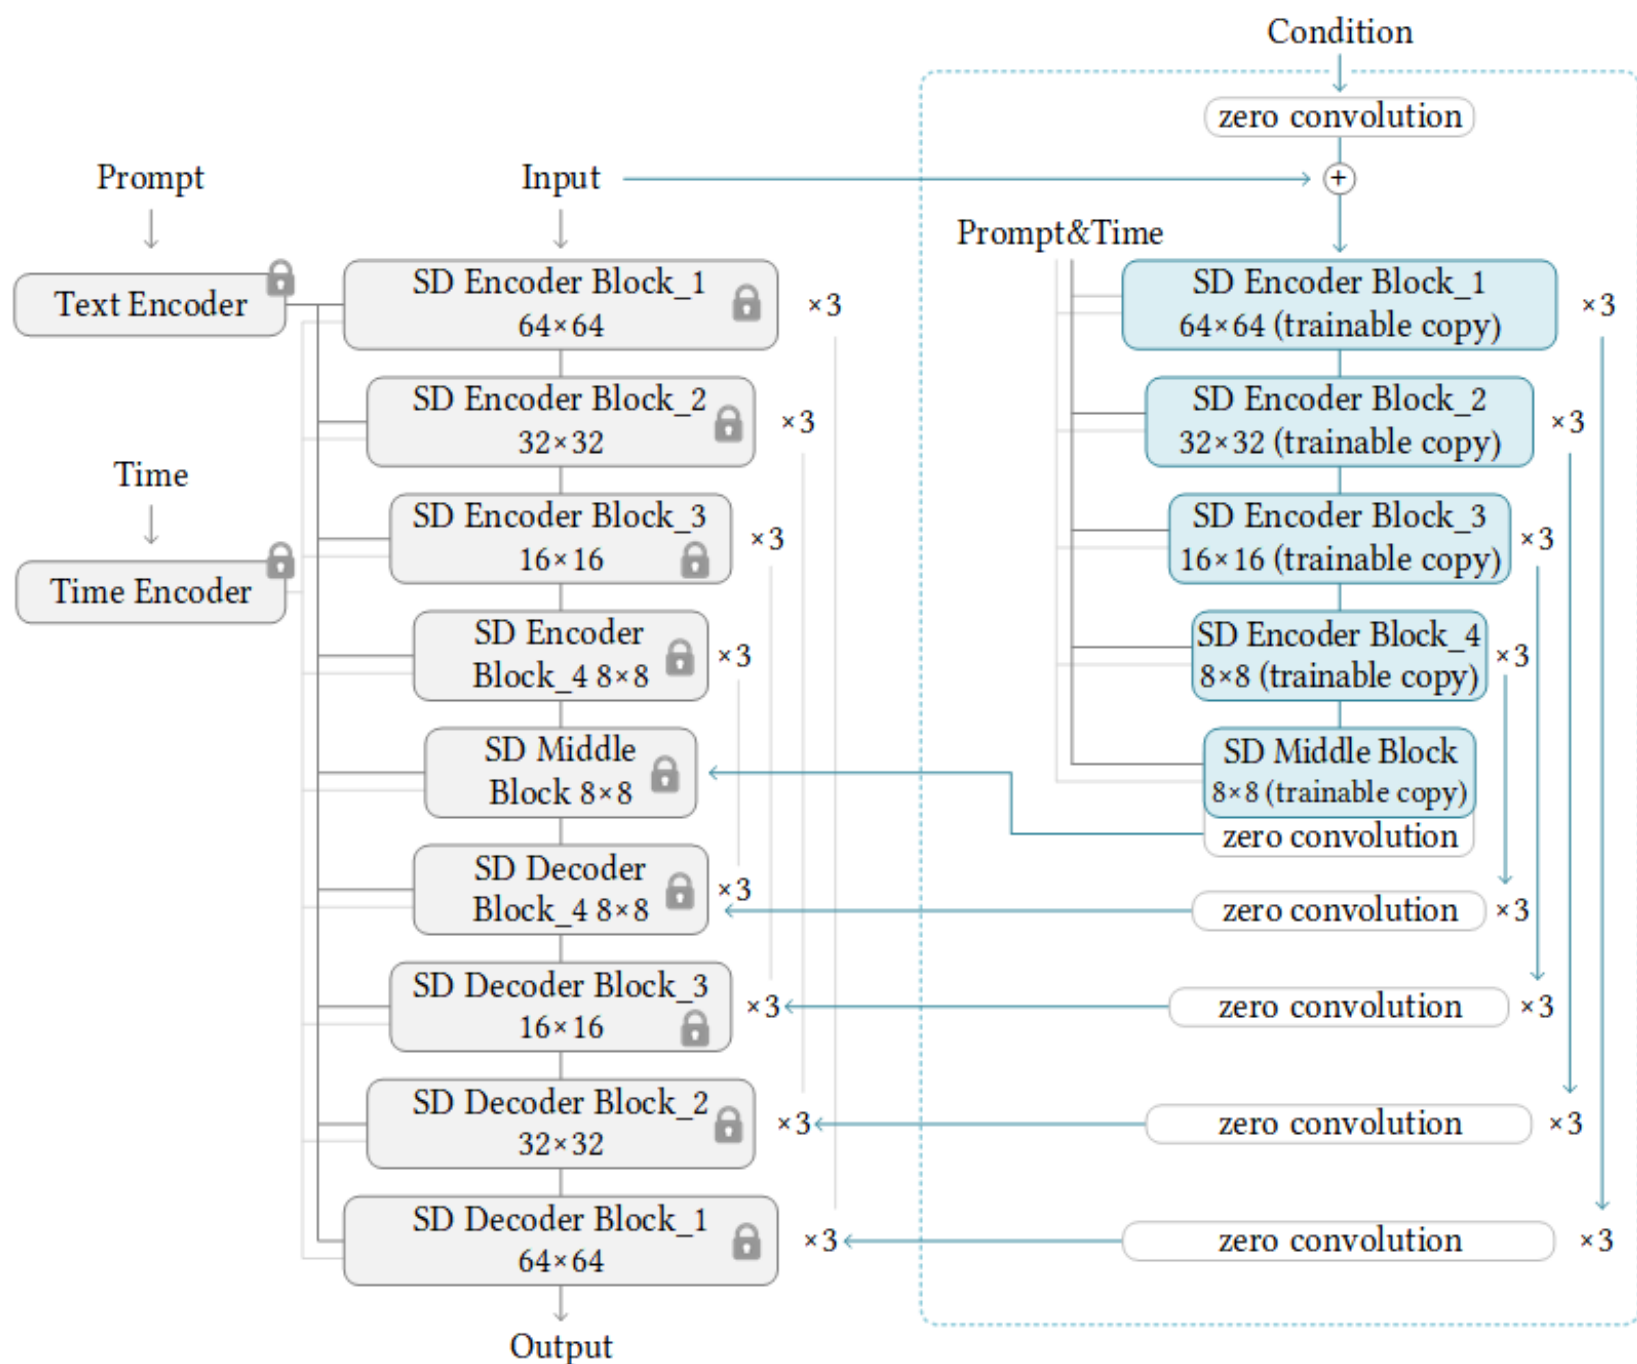 Condition
zero convolution
Prompt
Input
+
Prompt&Time
Text Encoder
SD Encoder Block_1
64×64
×3
SD Encoder Block_1
64×64 (trainable copy)
×3
SD Encoder Block_2
32×32
×3
SD Encoder Block_2
32×32 (trainable copy)
×3
Time
Time Encoder
SD Encoder Block_3
16×16
×3
SD Encoder Block_3
16×16 (trainable copy)
×3
SD Encoder
Block_4 8×8
×3
SD Encoder Block_4
8×8 (trainable copy)
×3
SD Middle
Block 8×8
SD Middle Block
8×8 (trainable copy)
zero convolution
SD Decoder
Block_4 8×8
×3
zero convolution
×3
SD Decoder Block_3
16×16
×3
zero convolution
×3
SD Decoder Block_2
32×32
×3
zero convolution
×3
SD Decoder Block_1
64×64
×3
zero convolution
×3
Output